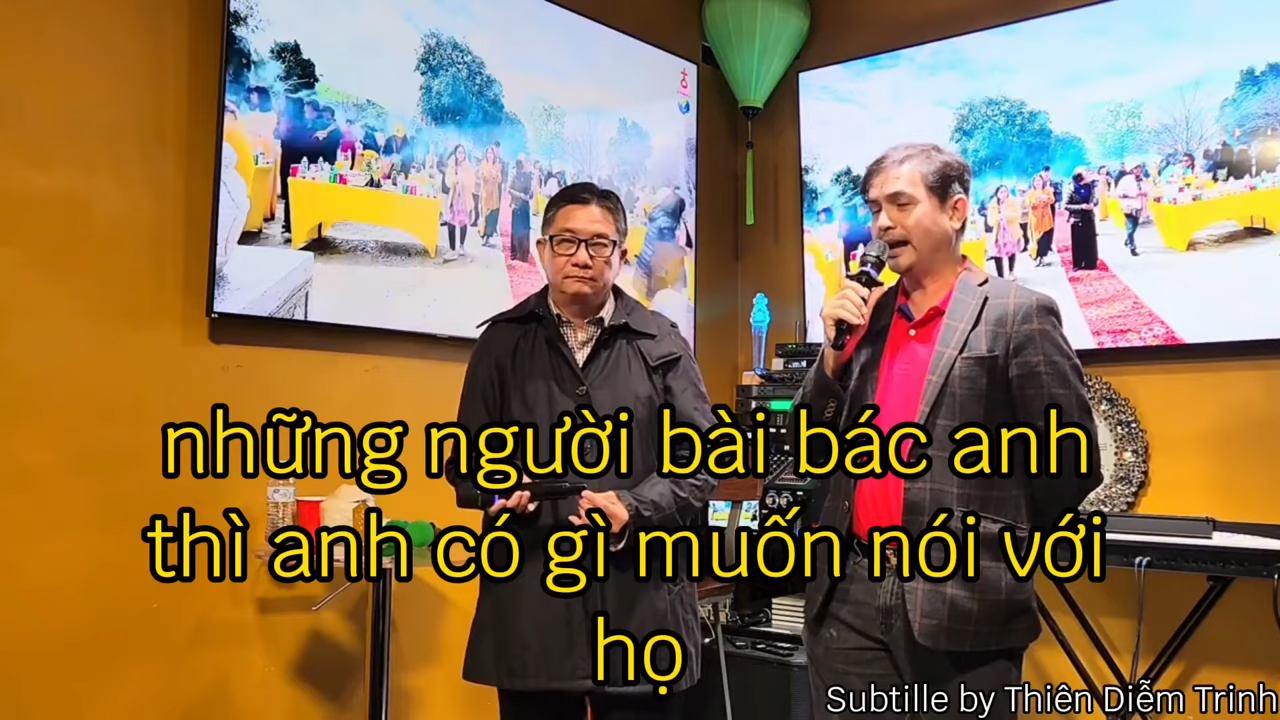 những người bài bác anh
thì anh có gì muốn nói với
họ
Subtille by Thiên Diễm Trinh